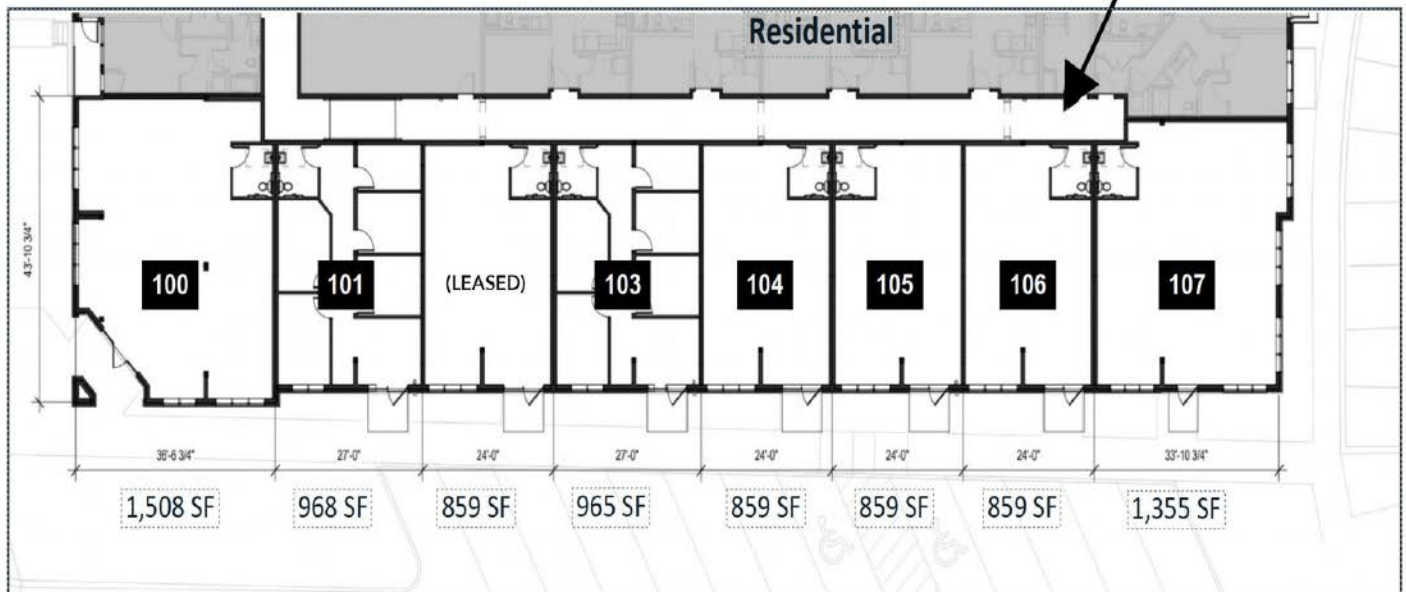 Residential
43'-10 3/4"
100
101
(LEASED)
103
104
105
106
107
36'-6 3/4"
27'-0"
24'-0"
27'-0"
24'-0"
24'-0"
24'-0"
33'-10 3/4"
1,508 SF
968 SF
859 SF
965 SF
859 SF
859 SF
859 SF
1,355 SF